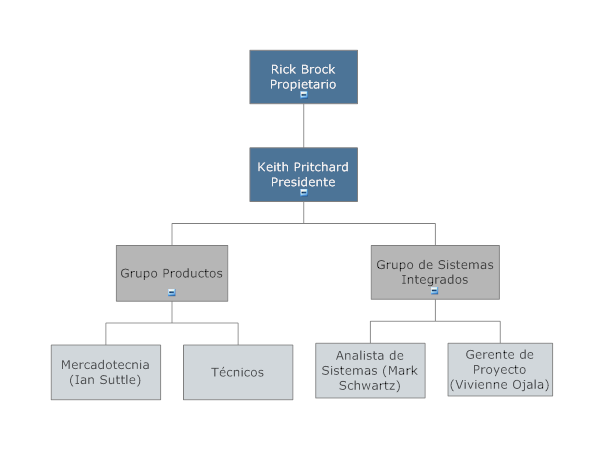 Rick Brock
Propietario
Keith Pritchard
Presidente
Grupo Productos
Grupo de Sistemas
Integrados
Mercadotecnia
(Ian Suttle)
Técnicos
Analista de
Sistemas (Mark
Schwartz)
Gerente de
Proyecto
(Vivienne Ojala)